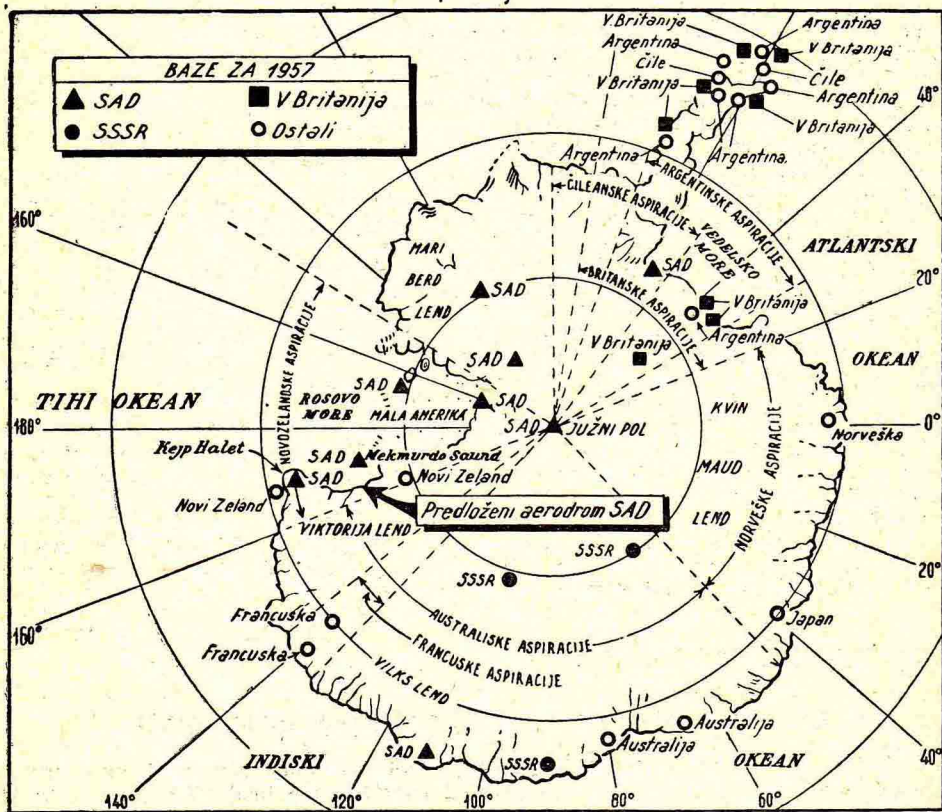 BAZE ZA 1957
SAD
V Britanija
SSSR
Ostali
V. Britanija
Argentina
Argentina
V Britanija
Čile
Čile
V Britanija
Argentina
V Britanija
Argentina
Argentina.
40°
160°
ARGENTINSKE ASPIRACIJE
ČILEANSKE ASPIRACIJE
VEDELSKO
MORE
ATLANTSKI
MARI
BERD
LEND
SAD
SAD
BRITANSKE ASPIRACIJE
20°
V Britanija
Argentina
V Britanija
SAD
OKEAN
NOVOZELANDSKE ASPIRACIJE
SAD
ROSOVO
MORE
MALA AMERIKA
SAD
KVIN
TIHI OKEAN
180°
SAD
JUŽNI POL
0°
Norveška
Kejp Halet
SAD
Mekmurdo Saund
MAUD
SAD
Novi Zeland
Novi Zeland
LEND
NORVEŠKE ASPIRACIJE
Predloženi aerodrom SAD
VIKTORIJA LEND
SSSR
20°
SSSR
Francuska
Japan
160°
AUSTRALISKE ASPIRACIJE
Francuska
FRANCUSKE ASPIRACIJE
VILKS LEND
Australija
Australija
INDISKI
SAD
SSSR
OKEAN
40°
140°
120°
100°
80°
60°